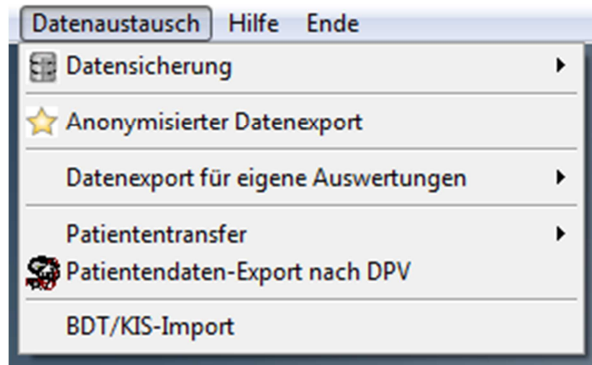 Datenaustausch Hilfe Ende
Datensicherung
Anonymisierter Datenexport
Datenexport für eigene Auswertungen
Patiententransfer
Patientendaten-Export nach DPV
BDT/KIS-Import